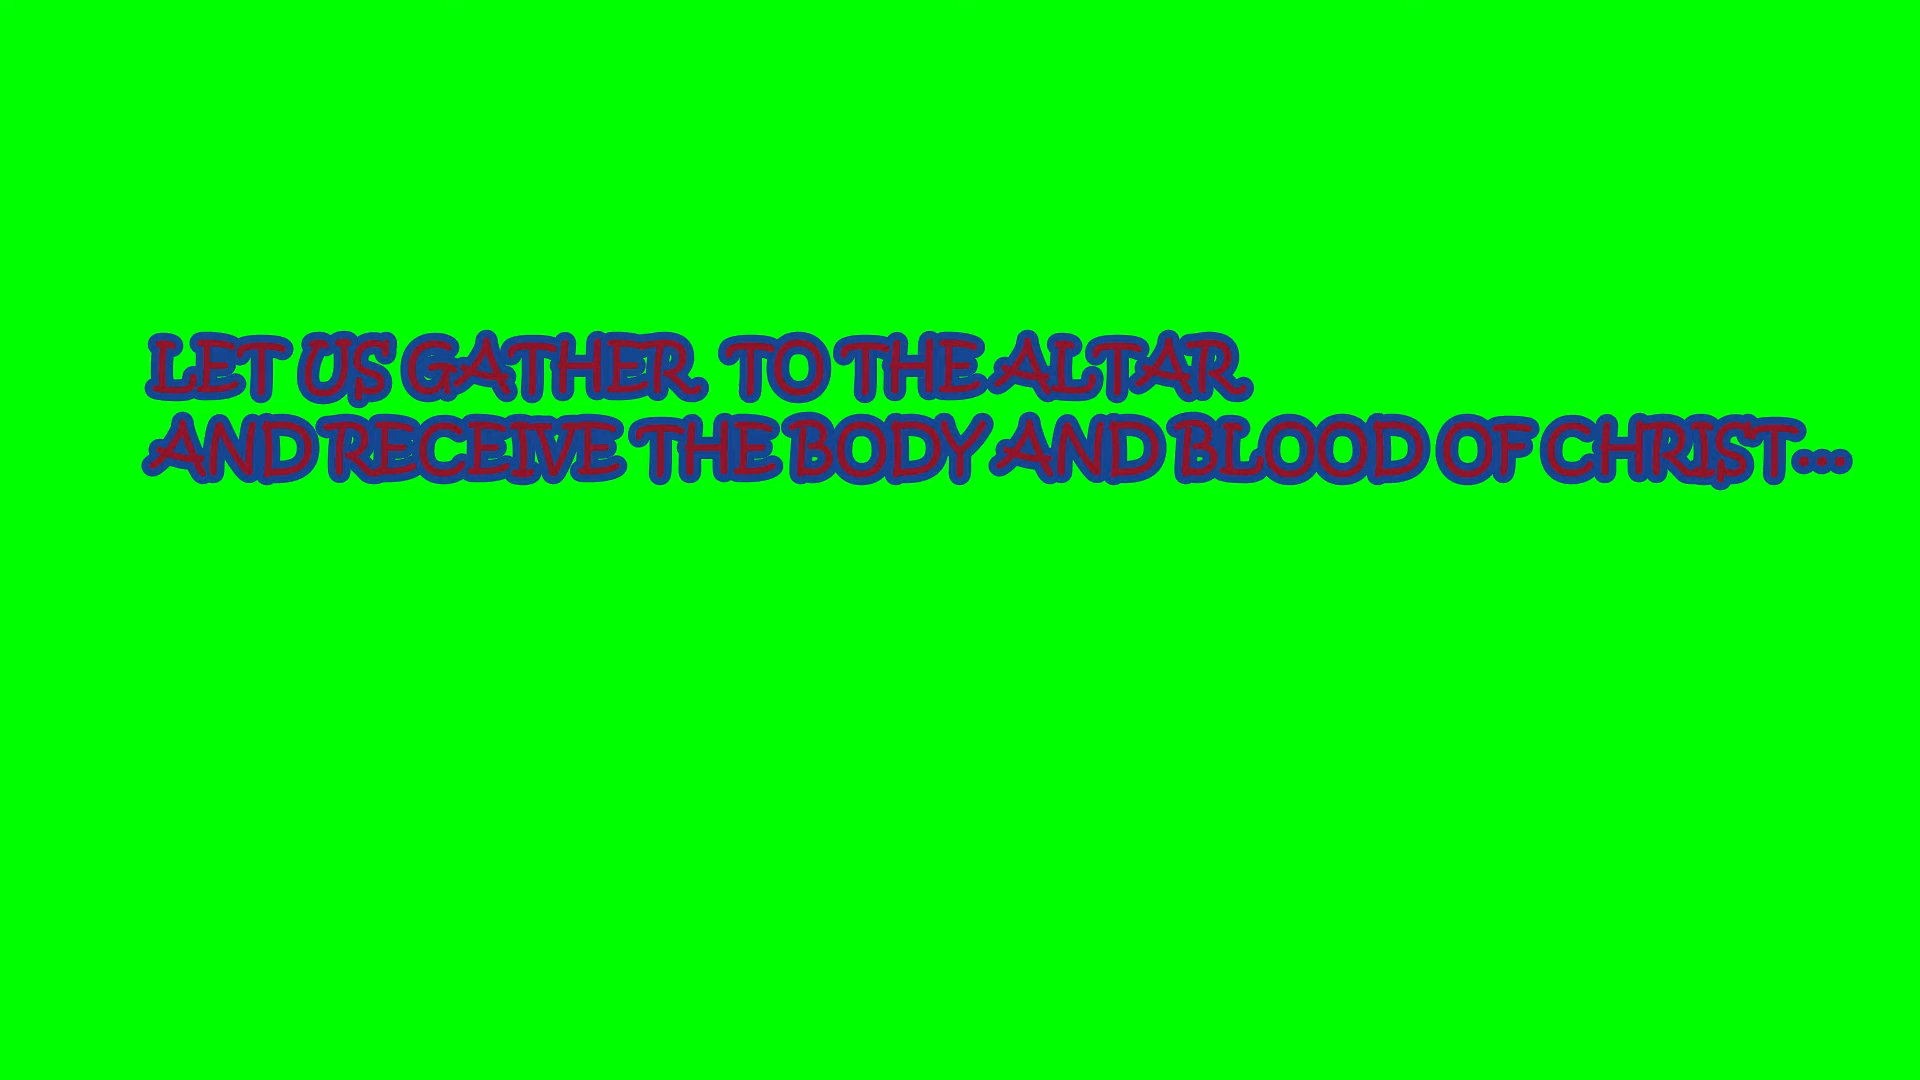 LET US GATHER TO THE ALTAR
AND RECEIVE THE BODY AND BLOOD OF CHRIST...